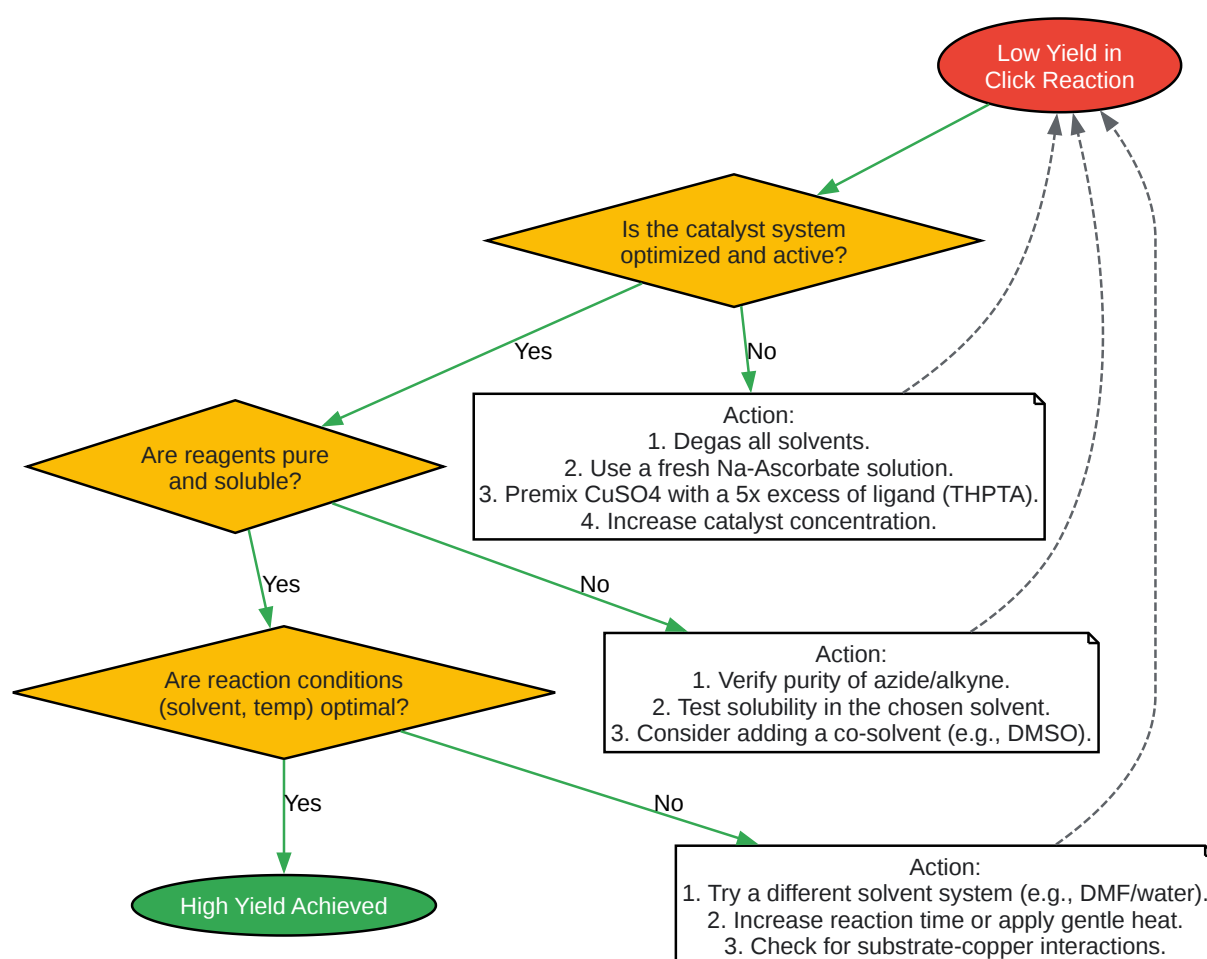 Low Yield in
Click Reaction
Is the catalyst system
optimized and active?
Yes
No
Action:
1. Degas all solvents.
2. Use a fresh Na-Ascorbate solution.
3. Premix CuSO4 with a 5x excess of ligand (THPTA).
4. Increase catalyst concentration.
Are reagents pure
and soluble?
Yes
No
Action:
1. Verify purity of azide/alkyne.
2. Test solubility in the chosen solvent.
3. Consider adding a co-solvent (e.g., DMSO).
Are reaction conditions
(solvent, temp) optimal?
Yes
No
High Yield Achieved
Action:
1. Try a different solvent system (e.g., DMF/water).
2. Increase reaction time or apply gentle heat.
3. Check for substrate-copper interactions.